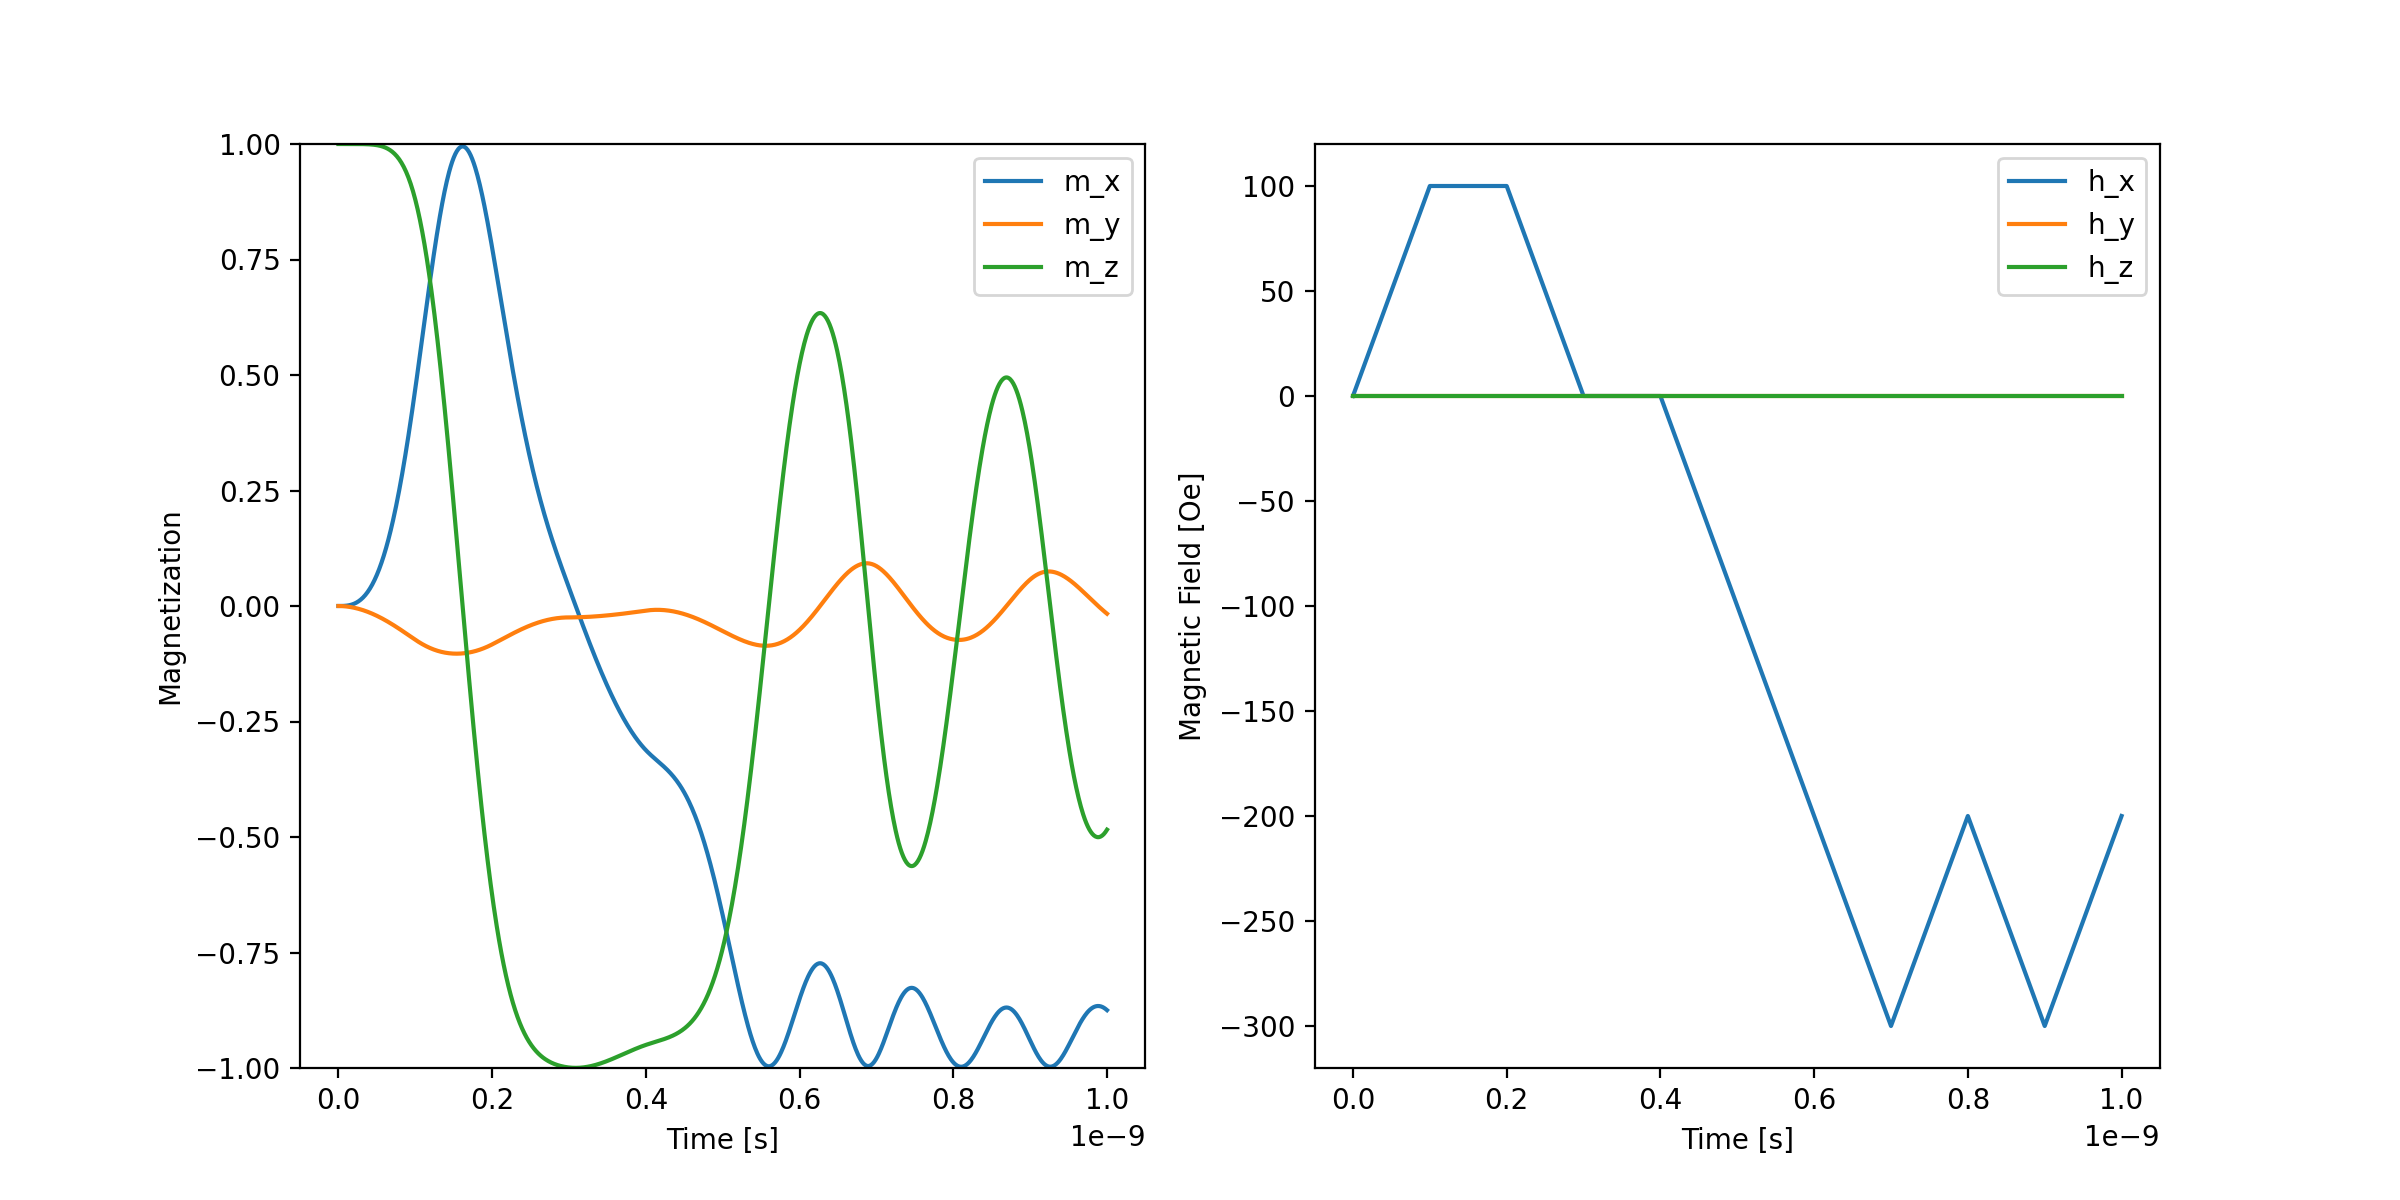 1.00
0.75
0.50
0.25
0.00
−0.25
−0.50
−0.75
−1.00
Magnetization
m_x
m_y
m_z
0.0 0.2 0.4 0.6 0.8 1.0
Time [s]
1e−9
100
50
0
−50
−100
−150
−200
−250
−300
Magnetic Field [Oe]
h_x
h_y
h_z
0.0 0.2 0.4 0.6 0.8 1.0
Time [s]
1e−9